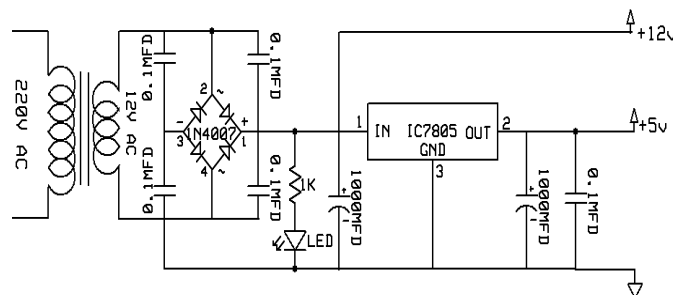 220V AC
12V AC
0.1MFD
0.1MFD
0.1MFD
0.1MFD
2
~
-
+
1N4007
3
1
4
~
1K
LED
1000MFD
+
-
1
IN
IC7805
OUT
2
GND
3
1000MFD
+
-
0.1MFD
+12v
+5v